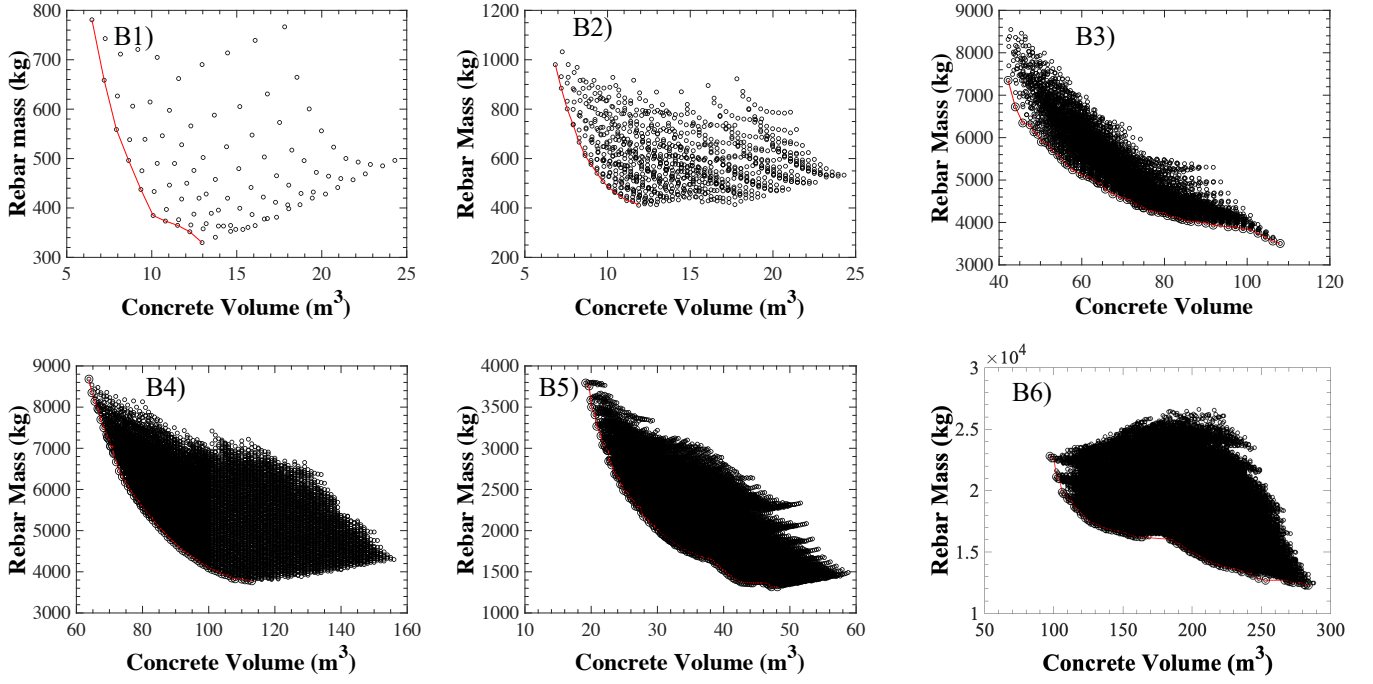 B1)
Rebar mass (kg)
800
700
600
500
400
300
5 10 15 20 25
Concrete Volume (m³)
B2)
Rebar Mass (kg)
1200
1000
800
600
400
200
5 10 15 20 25
Concrete Volume (m³)
B3)
Rebar Mass (kg)
9000
8000
7000
6000
5000
4000
3000
40 60 80 100 120
Concrete Volume
B4)
Rebar Mass (kg)
9000
8000
7000
6000
5000
4000
3000
60 80 100 120 140 160
Concrete Volume (m³)
B5)
Rebar Mass (kg)
4000
3500
3000
2500
2000
1500
1000
10 20 30 40 50 60
Concrete Volume (m³)
B6)
Rebar Mass (kg)
×10⁴
3
2.5
2
1.5
1
50 100 150 200 250 300
Concrete Volume (m³)